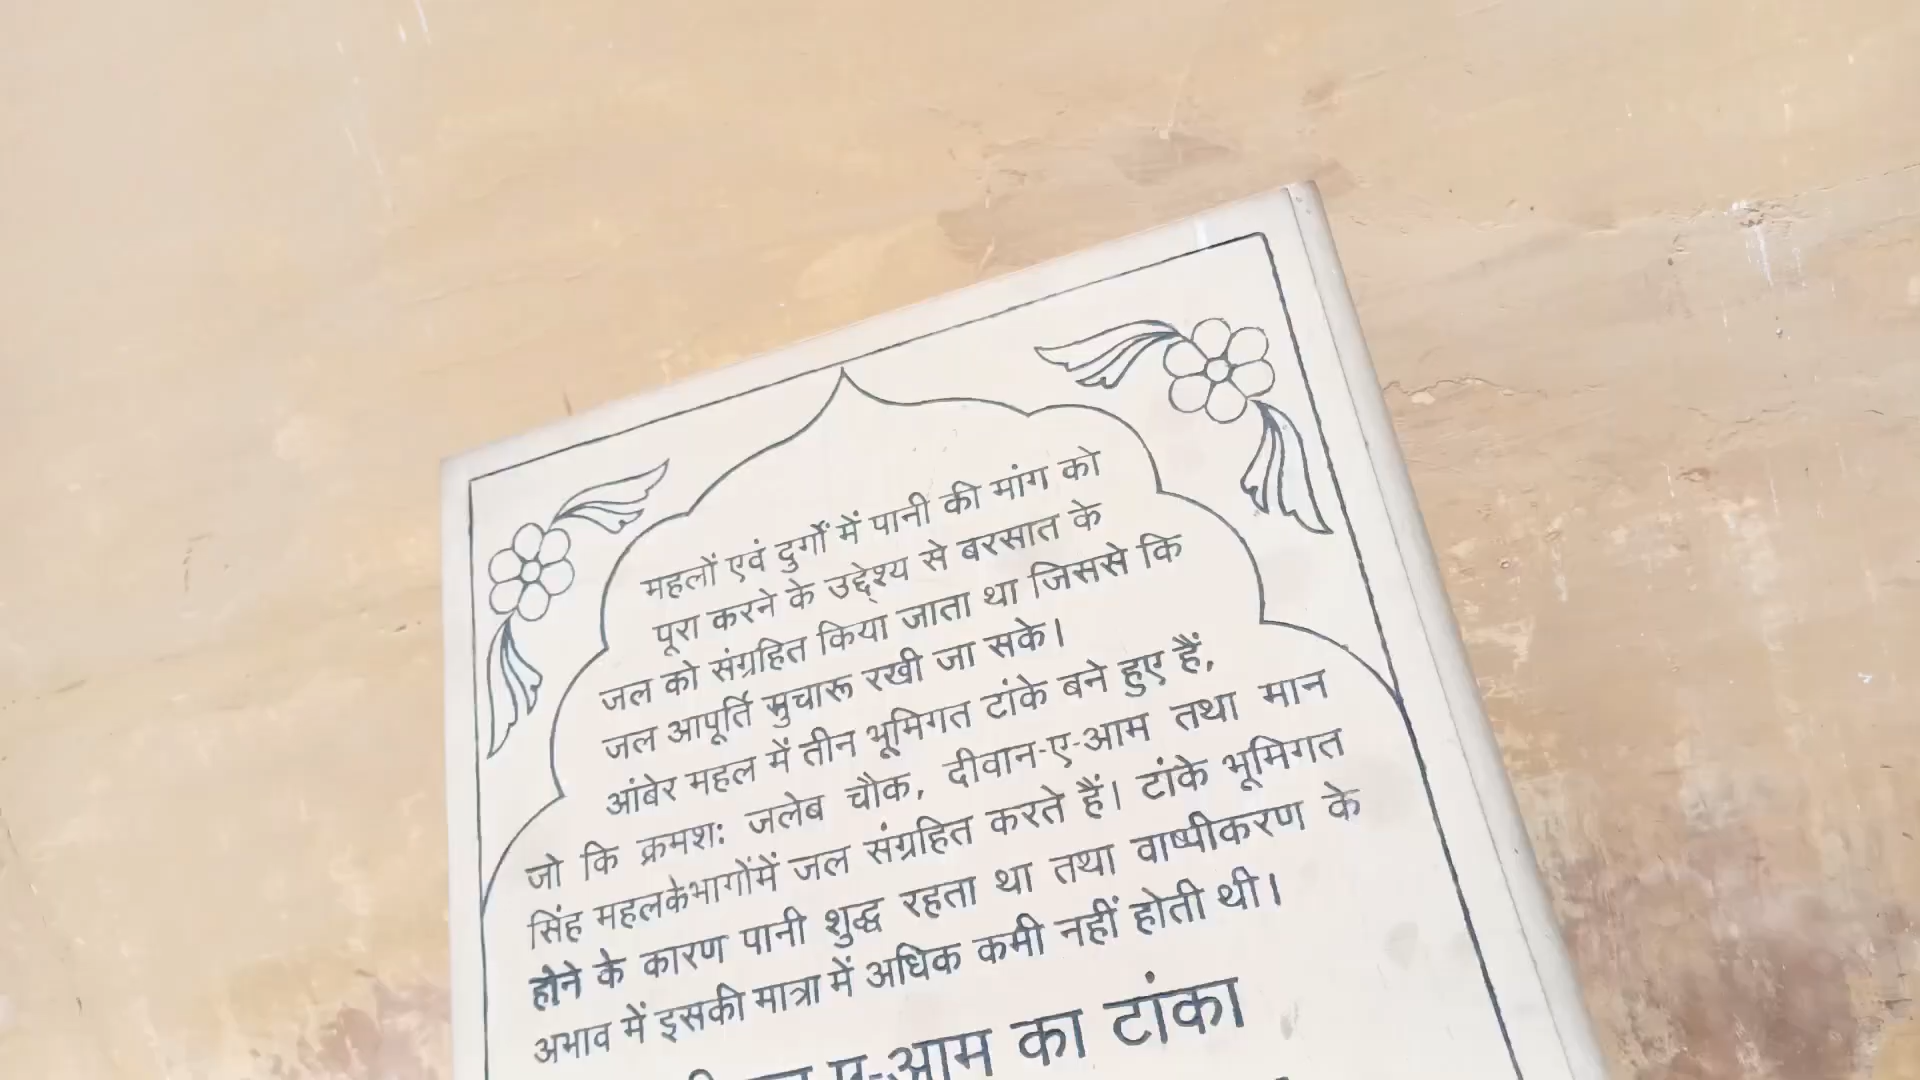 महलों एवं दुर्गों में पानी की मांग को
पूरा करने के उद्देश्य से बरसात के
जल को संग्रहित किया जाता था जिससे कि
जल आपूर्ति सुचारू रखी जा सके।
आंबेर महल में तीन भूमिगत टांके बने हुए हैं,
जो कि क्रमश: जलेब चौक, दीवान-ए-आम तथा मान
सिंह महलकेभागोंमें जल संग्रहित करते हैं। टांके भूमिगत
होने के कारण पानी शुद्ध रहता था तथा वाष्पीकरण के
अभाव में इसकी मात्रा में अधिक कमी नहीं होती थी।
ए-आम का टांका